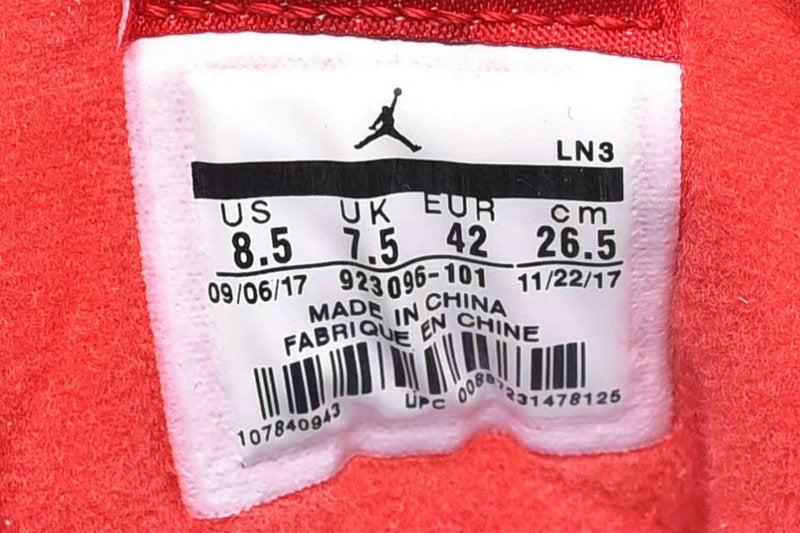 LN3
US UK EUR cm
8.5 7.5 42 26.5
09/06/17 923096-101 11/22/17
MADE IN CHINA
FABRIQUE EN CHINE
107840943 UPC 00887231478125